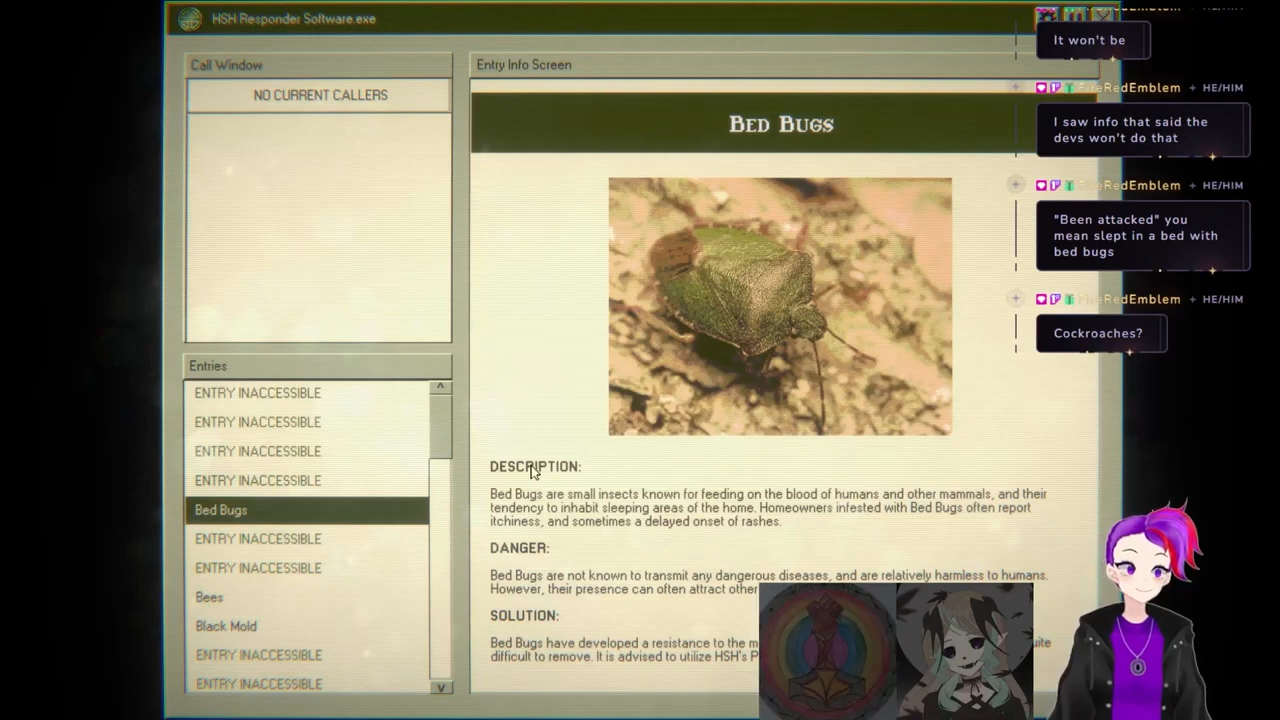 HSH Responder Software.exe
Call Window
NO CURRENT CALLERS
Entries
ENTRY INACCESSIBLE
ENTRY INACCESSIBLE
ENTRY INACCESSIBLE
ENTRY INACCESSIBLE
Bed Bugs
ENTRY INACCESSIBLE
ENTRY INACCESSIBLE
Bees
Black Mold
ENTRY INACCESSIBLE
ENTRY INACCESSIBLE
Entry Info Screen
BED BUGS
DESCRIPTION:
Bed Bugs are small insects known for feeding on the blood of humans and other mammals, and their
tendency to inhabit sleeping areas of the home. Homeowners infested with Bed Bugs often report
itchiness, and sometimes a delayed onset of rashes.
DANGER:
Bed Bugs are not known to transmit any dangerous diseases, and are relatively harmless to humans.
However, their presence can often attract other
SOLUTION:
Bed Bugs have developed a resistance to the
difficult to remove. It is advised to utilize HSH's
HE/HIM
It won't be
FireRedEmblem + HE/HIM
I saw info that said the
devs won't do that
FireRedEmblem + HE/HIM
"Been attacked" you
mean slept in a bed with
bed bugs
FireRedEmblem + HE/HIM
Cockroaches?